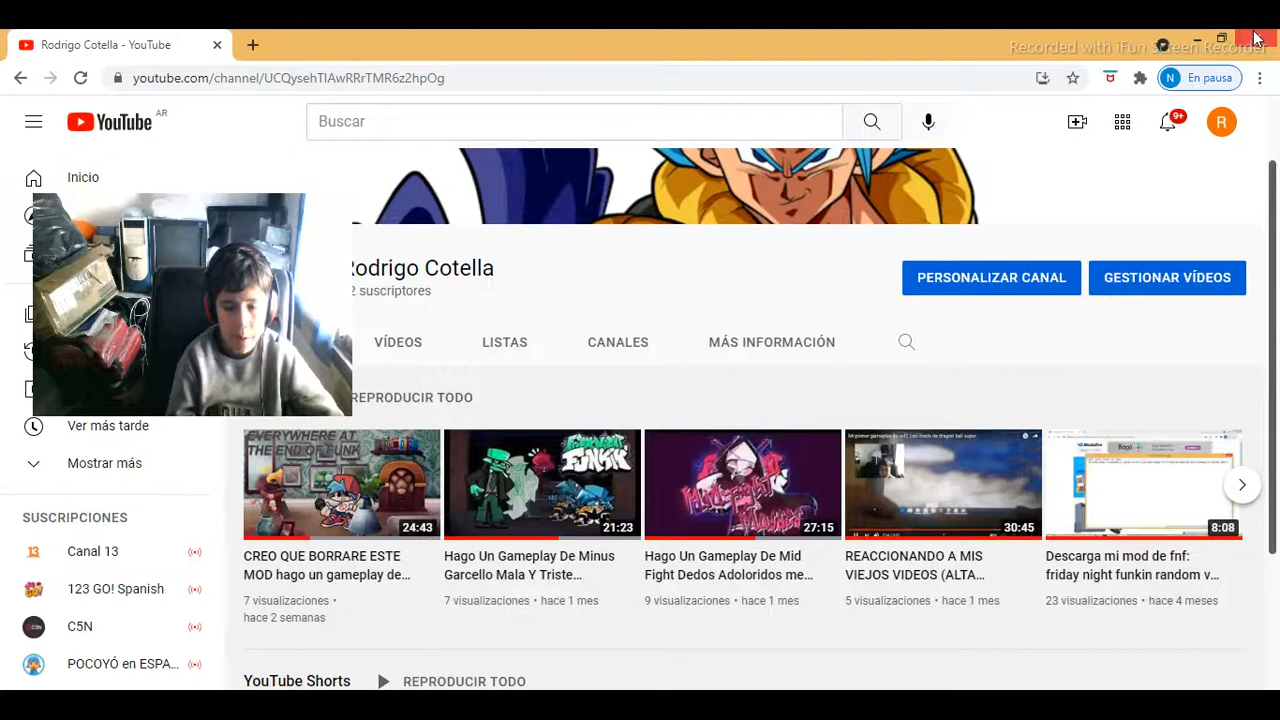 Rodrigo Cotella - YouTube
Recorded with iFun Screen Recorder
youtube.com/channel/UCQysehTIAwRRrTMR6z2hpOg
N En pausa
YouTube AR
Buscar
9+
R
Inicio
Rodrigo Cotella
2 suscriptores
PERSONALIZAR CANAL
GESTIONAR VÍDEOS
VÍDEOS
LISTAS
CANALES
MÁS INFORMACIÓN
REPRODUCIR TODO
Ver más tarde
Mostrar más
SUSCRIPCIONES
13 Canal 13
123 GO! Spanish
C5N
POCOYÓ en ESPA...
EVERYWHERE AT
THE END OF FUNK
24:43
CREO QUE BORRARE ESTE
MOD hago un gameplay de...
7 visualizaciones •
hace 2 semanas
21:23
Hago Un Gameplay De Minus
Garcello Mala Y Triste...
7 visualizaciones • hace 1 mes
27:15
Hago Un Gameplay De Mid
Fight Dedos Adoloridos me...
9 visualizaciones • hace 1 mes
30:45
REACCIONANDO A MIS
VIEJOS VIDEOS (ALTA...
5 visualizaciones • hace 1 mes
8:08
Descarga mi mod de fnf:
friday night funkin random v...
23 visualizaciones • hace 4 meses
YouTube Shorts
REPRODUCIR TODO